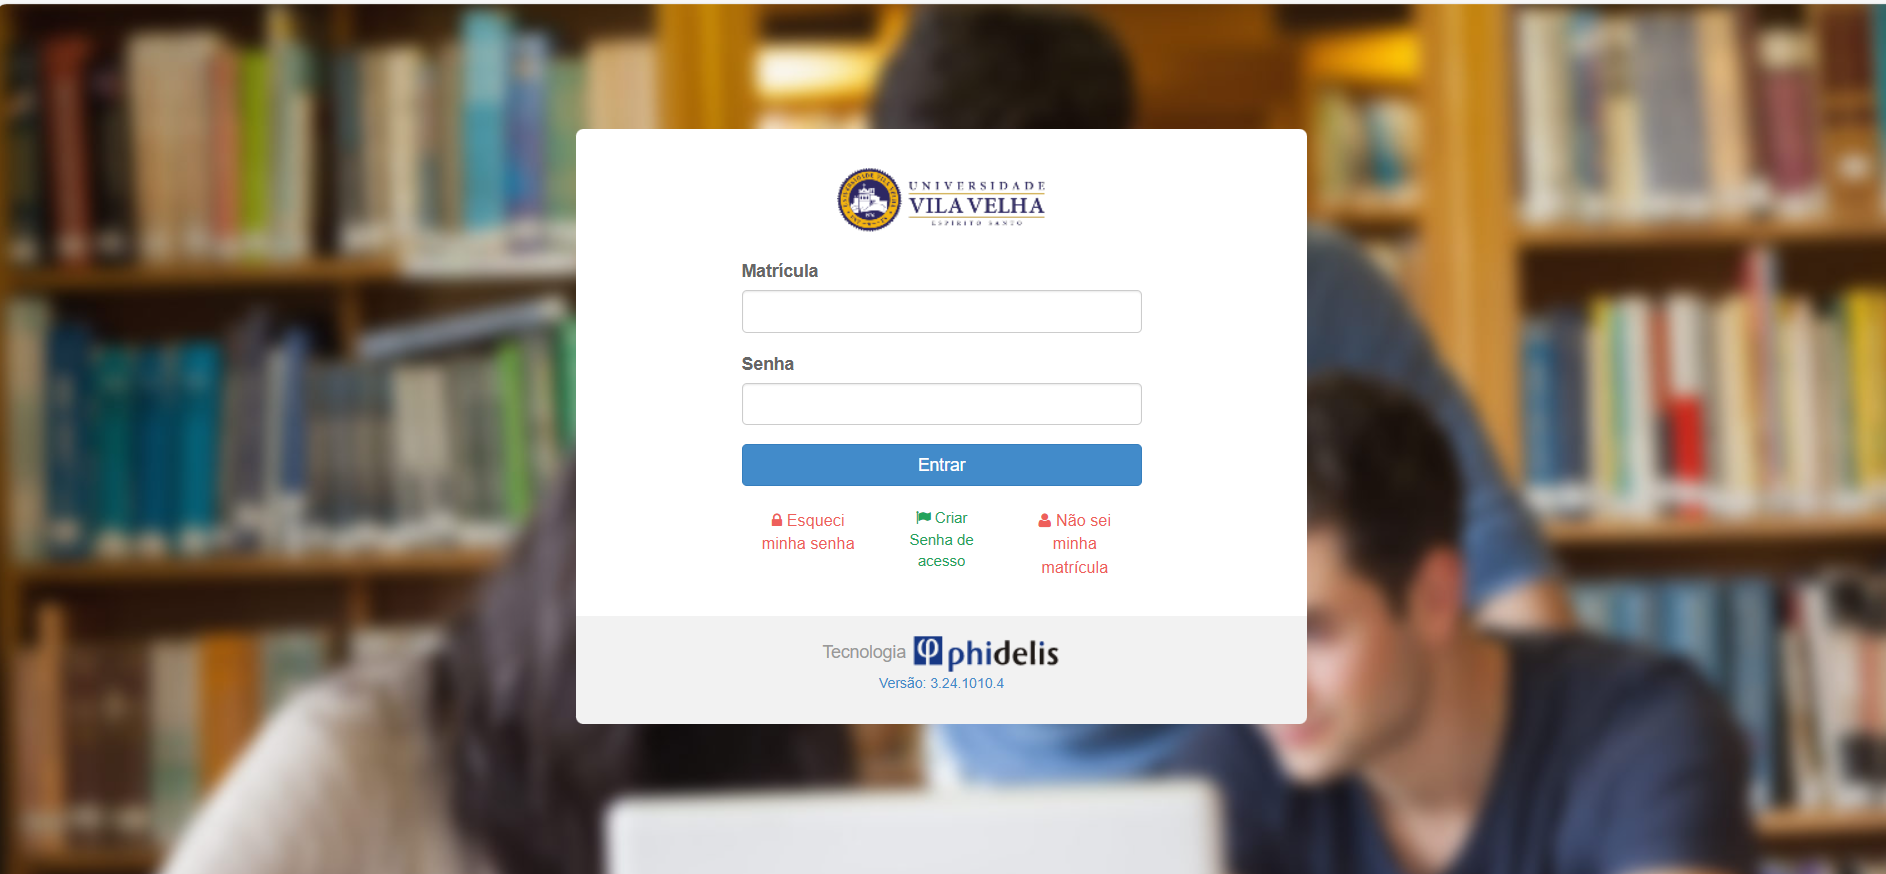 UNIVERSIDADE
VILA VELHA
ESPÍRITO SANTO
Matrícula
Senha
Entrar
Esqueci
minha senha
Criar
Senha de
acesso
Não sei
minha
matrícula
Tecnologia phidelis
Versão: 3.24.1010.4